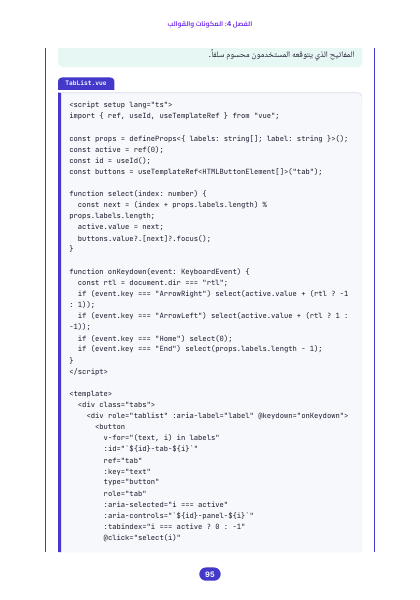 الفصل 4: المكونات والقوالب
المفاتيح الذي يتوقعه المستخدمون محسوم سلفاً.
TabList.vue
<script setup lang="ts">
import { ref, useId, useTemplateRef } from "vue";
const props = defineProps<{ labels: string[]; label: string }>();
const active = ref(0);
const id = useId();
const buttons = useTemplateRef<HTMLButtonElement[]>("tab");
function select(index: number) {
  const next = (index + props.labels.length) %
props.labels.length;
  active.value = next;
  buttons.value?.[next]?.focus();
}
function onKeydown(event: KeyboardEvent) {
  const rtl = document.dir === "rtl";
  if (event.key === "ArrowRight") select(active.value + (rtl ? -1
: 1));
  if (event.key === "ArrowLeft") select(active.value + (rtl ? 1 :
-1));
  if (event.key === "Home") select(0);
  if (event.key === "End") select(props.labels.length - 1);
}
</script>
<template>
  <div class="tabs">
    <div role="tablist" :aria-label="label" @keydown="onKeydown">
      <button
        v-for="(text, i) in labels"
        :id="`${id}-tab-${i}`"
        ref="tab"
        :key="text"
        type="button"
        role="tab"
        :aria-selected="i === active"
        :aria-controls="`${id}-panel-${i}`"
        :tabindex="i === active ? 0 : -1"
        @click="select(i)"
95